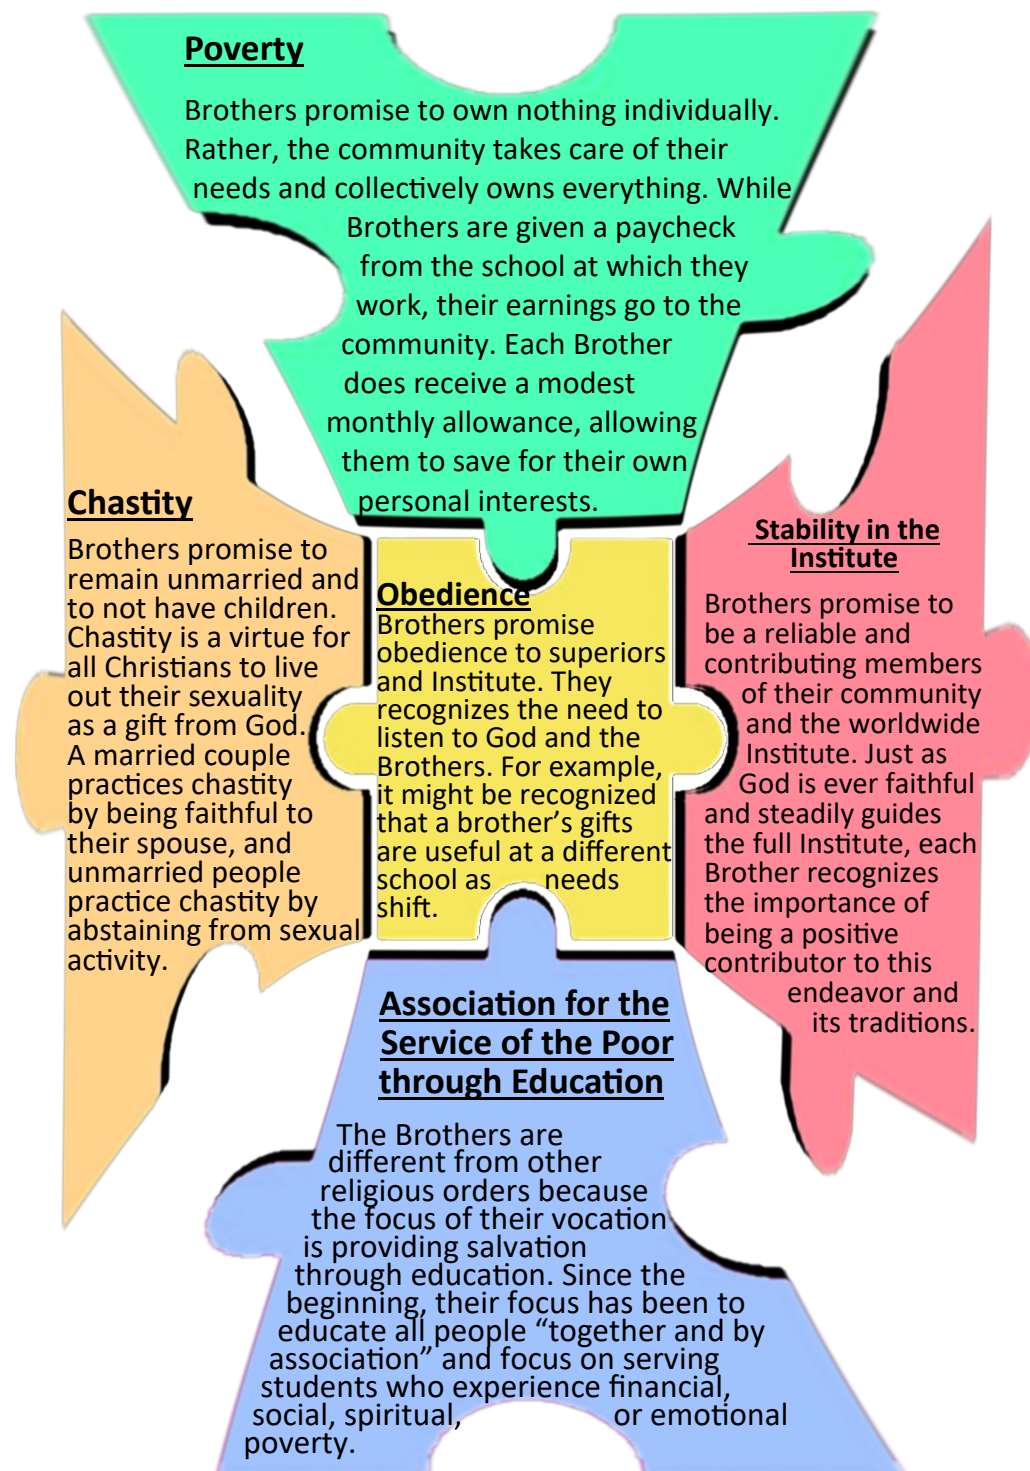 Poverty
Brothers promise to own nothing individually.
Rather, the community takes care of their
needs and collectively owns everything. While
Brothers are given a paycheck
from the school at which they
work, their earnings go to the
community. Each Brother
does receive a modest
monthly allowance, allowing
them to save for their own
personal interests.
Chastity
Brothers promise to
remain unmarried and
to not have children.
Chastity is a virtue for
all Christians to live
out their sexuality
as a gift from God.
A married couple
practices chastity
by being faithful to
their spouse, and
unmarried people
practice chastity by
abstaining from sexual
activity.
Obedience
Brothers promise
obedience to superiors
and Institute. They
recognizes the need to
listen to God and the
Brothers. For example,
it might be recognized
that a brother’s gifts
are useful at a different
school as needs
shift.
Stability in the
Institute
Brothers promise to
be a reliable and
contributing members
of their community
and the worldwide
Institute. Just as
God is ever faithful
and steadily guides
the full Institute, each
Brother recognizes
the importance of
being a positive
contributor to this
endeavor and
its traditions.
Association for the
Service of the Poor
through Education
The Brothers are
different from other
religious orders because
the focus of their vocation
is providing salvation
through education. Since the
beginning, their focus has been to
educate all people “together and by
association” and focus on serving
students who experience financial,
social, spiritual, or emotional
poverty.